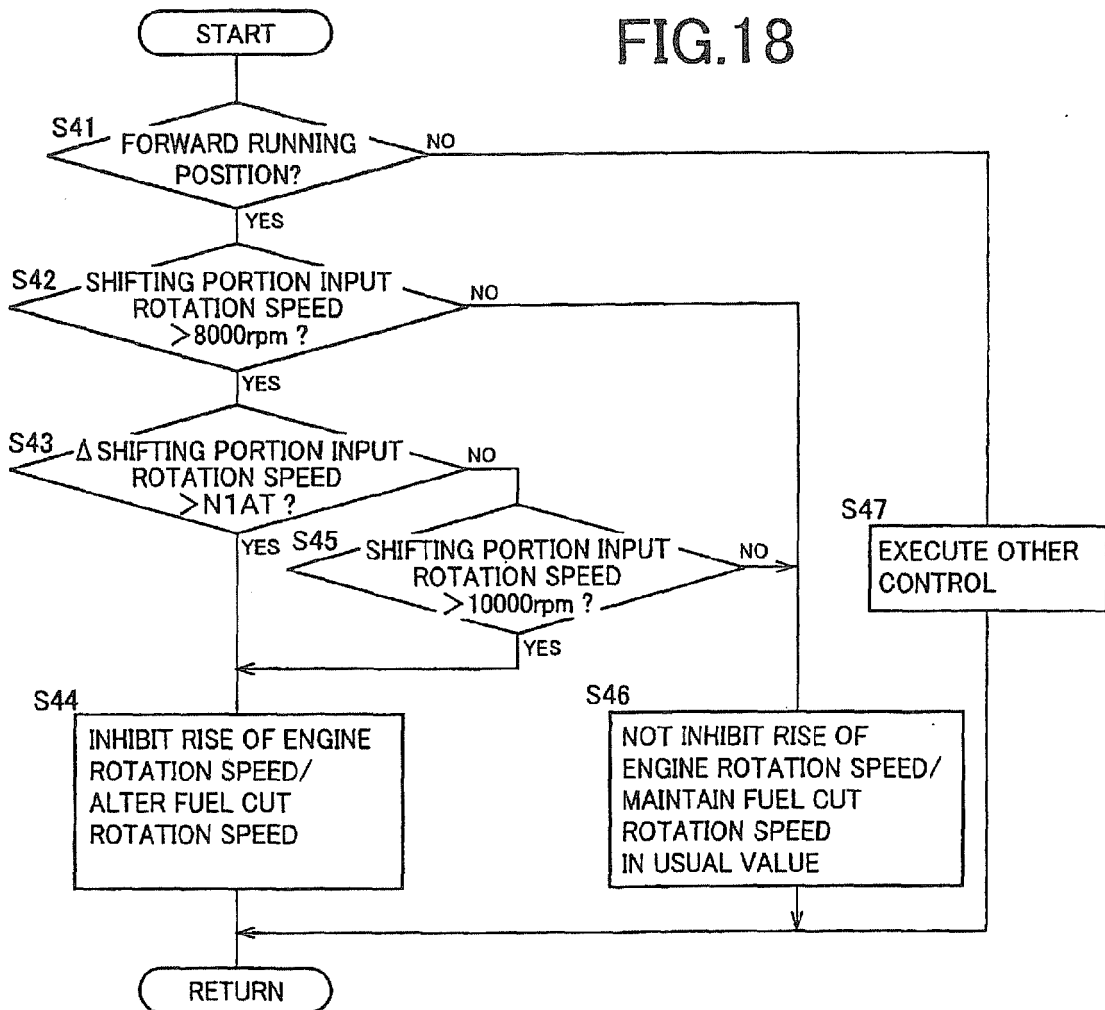 START
FIG.18
S41
FORWARD RUNNING
POSITION?
NO
YES
S42
SHIFTING PORTION INPUT
ROTATION SPEED
>8000rpm ?
NO
YES
S43
Δ SHIFTING PORTION INPUT
ROTATION SPEED
>N1AT ?
NO
YES
S45
SHIFTING PORTION INPUT
ROTATION SPEED
>10000rpm ?
NO
YES
S47
EXECUTE OTHER
CONTROL
S44
INHIBIT RISE OF ENGINE
ROTATION SPEED/
ALTER FUEL CUT
ROTATION SPEED
S46
NOT INHIBIT RISE OF
ENGINE ROTATION SPEED/
MAINTAIN FUEL CUT
ROTATION SPEED
IN USUAL VALUE
RETURN